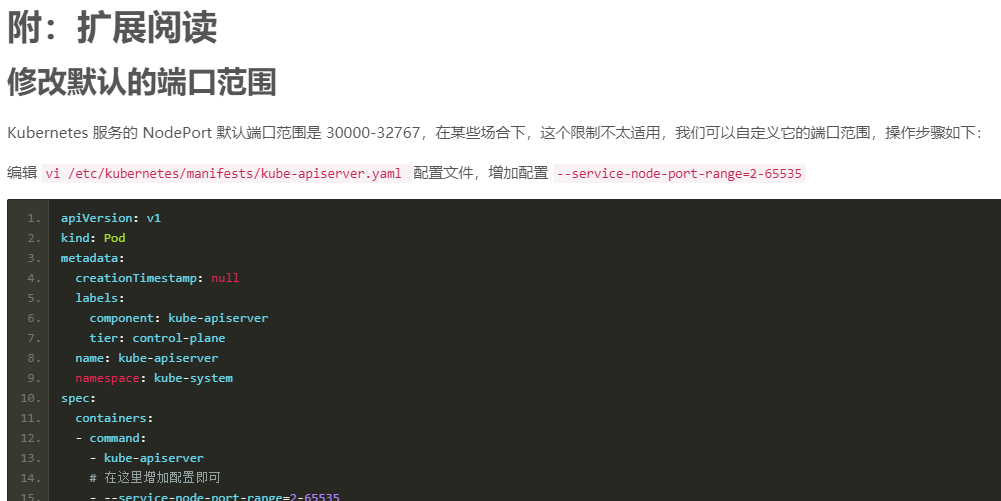 附：扩展阅读
修改默认的端口范围
Kubernetes 服务的 NodePort 默认端口范围是 30000-32767，在某些场合下，这个限制不太适用，我们可以自定义它的端口范围，操作步骤如下：
编辑 vi /etc/kubernetes/manifests/kube-apiserver.yaml 配置文件，增加配置 --service-node-port-range=2-65535
1. apiVersion: v1
2. kind: Pod
3. metadata:
4.   creationTimestamp: null
5.   labels:
6.     component: kube-apiserver
7.     tier: control-plane
8.   name: kube-apiserver
9.   namespace: kube-system
10. spec:
11.   containers:
12.   - command:
13.     - kube-apiserver
14.     # 在这里增加配置即可
15.     - --service-node-port-range=2-65535